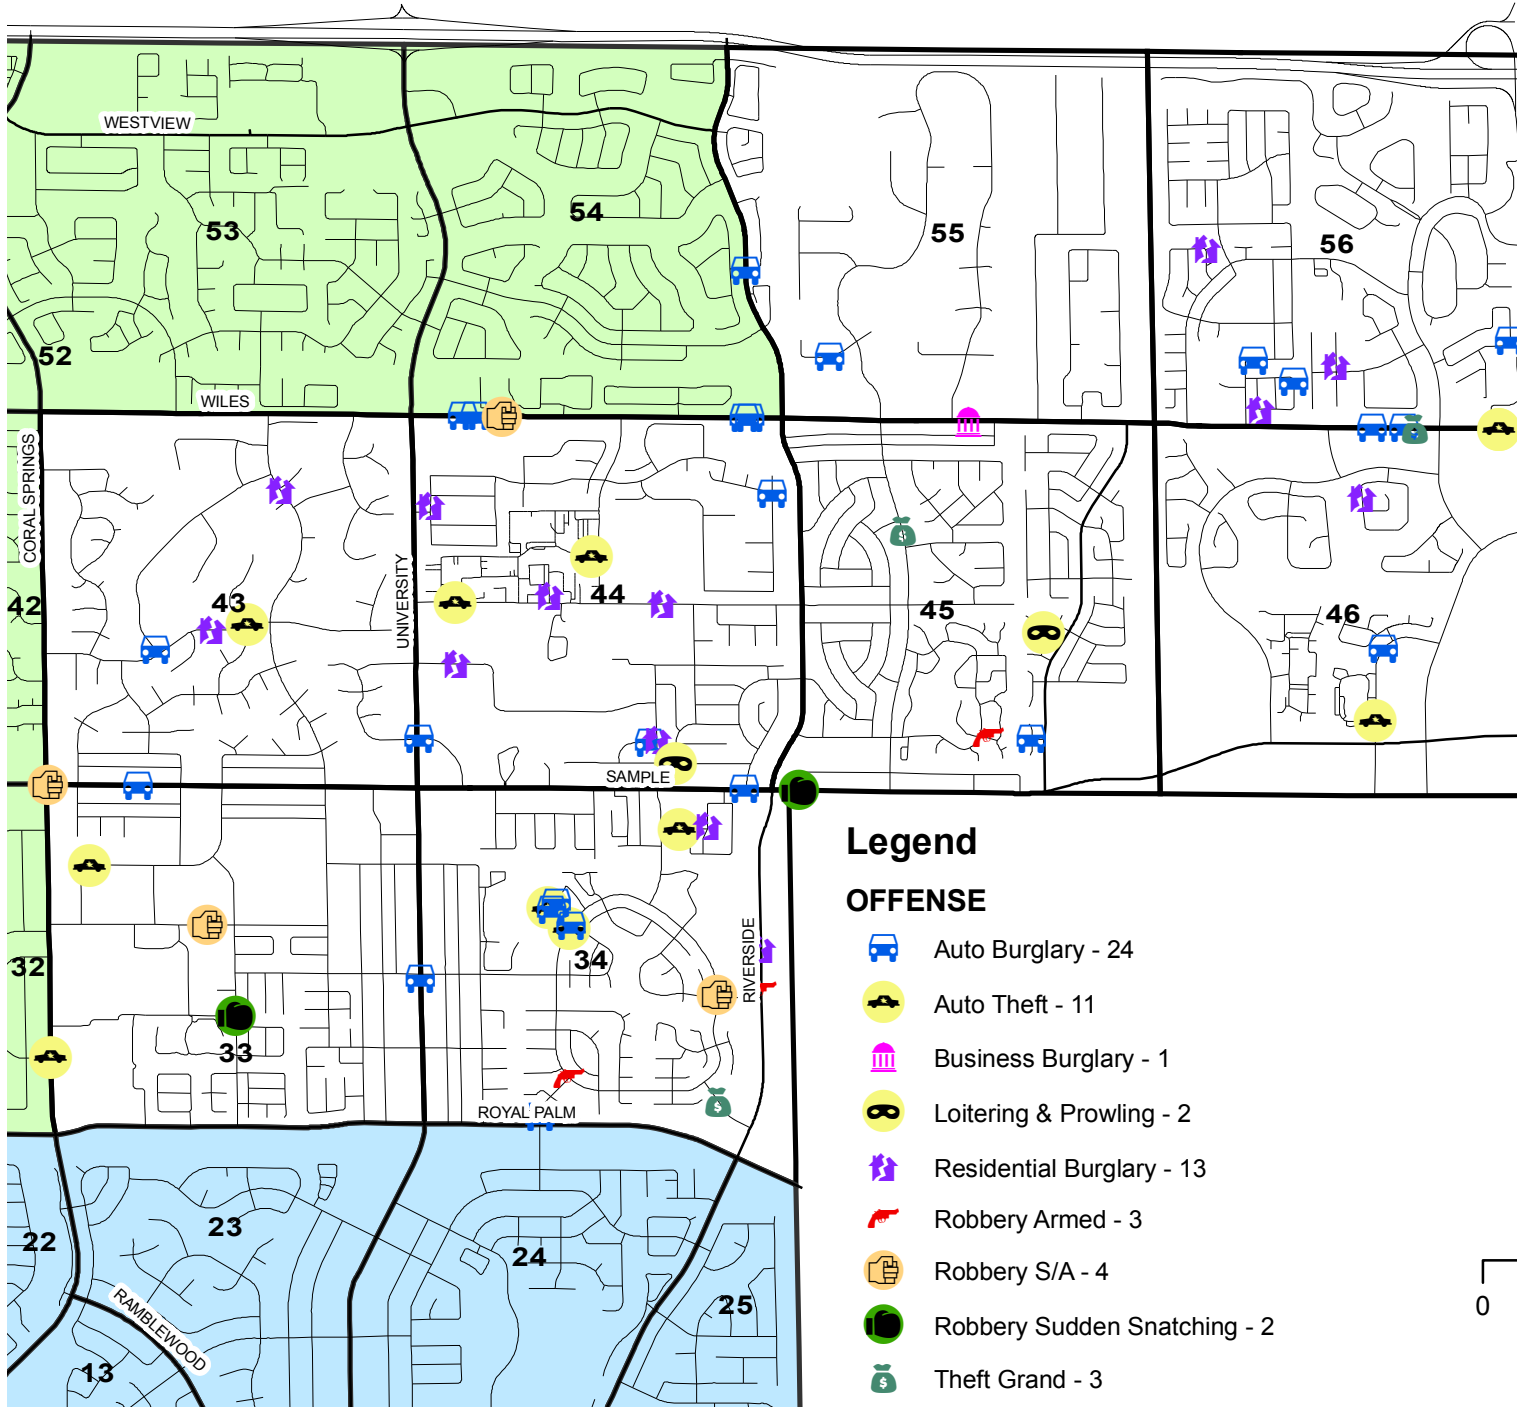 WESTVIEW
54
53
55
56
52
WILES
CORAL SPRINGS
UNIVERSITY
43
44
42
45
46
SAMPLE
Legend
OFFENSE
RIVERSIDE
34
32
33
ROYAL PALM
Auto Burglary - 24
Auto Theft - 11
Business Burglary - 1
Loitering & Prowling - 2
Residential Burglary - 13
Robbery Armed - 3
Robbery S/A - 4
Robbery Sudden Snatching - 2
Theft Grand - 3
23
22
24
25
RAMBLEWOOD
13
0